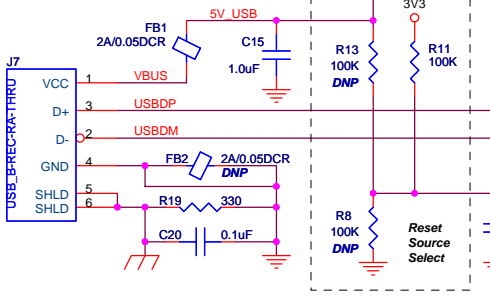 3V3
FB1
2A/0.05DCR
5V_USB
C15
1.0uF
R13
100K
DNP
R11
100K
J7
USB_B-REC-RA-THRU
VCC
1
VBUS
D+
3
USBDP
D-
2
USBDM
GND
4
FB2
2A/0.05DCR
DNP
SHLD
5
SHLD
6
R19
330
C20
0.1uF
R8
100K
DNP
Reset
Source
Select